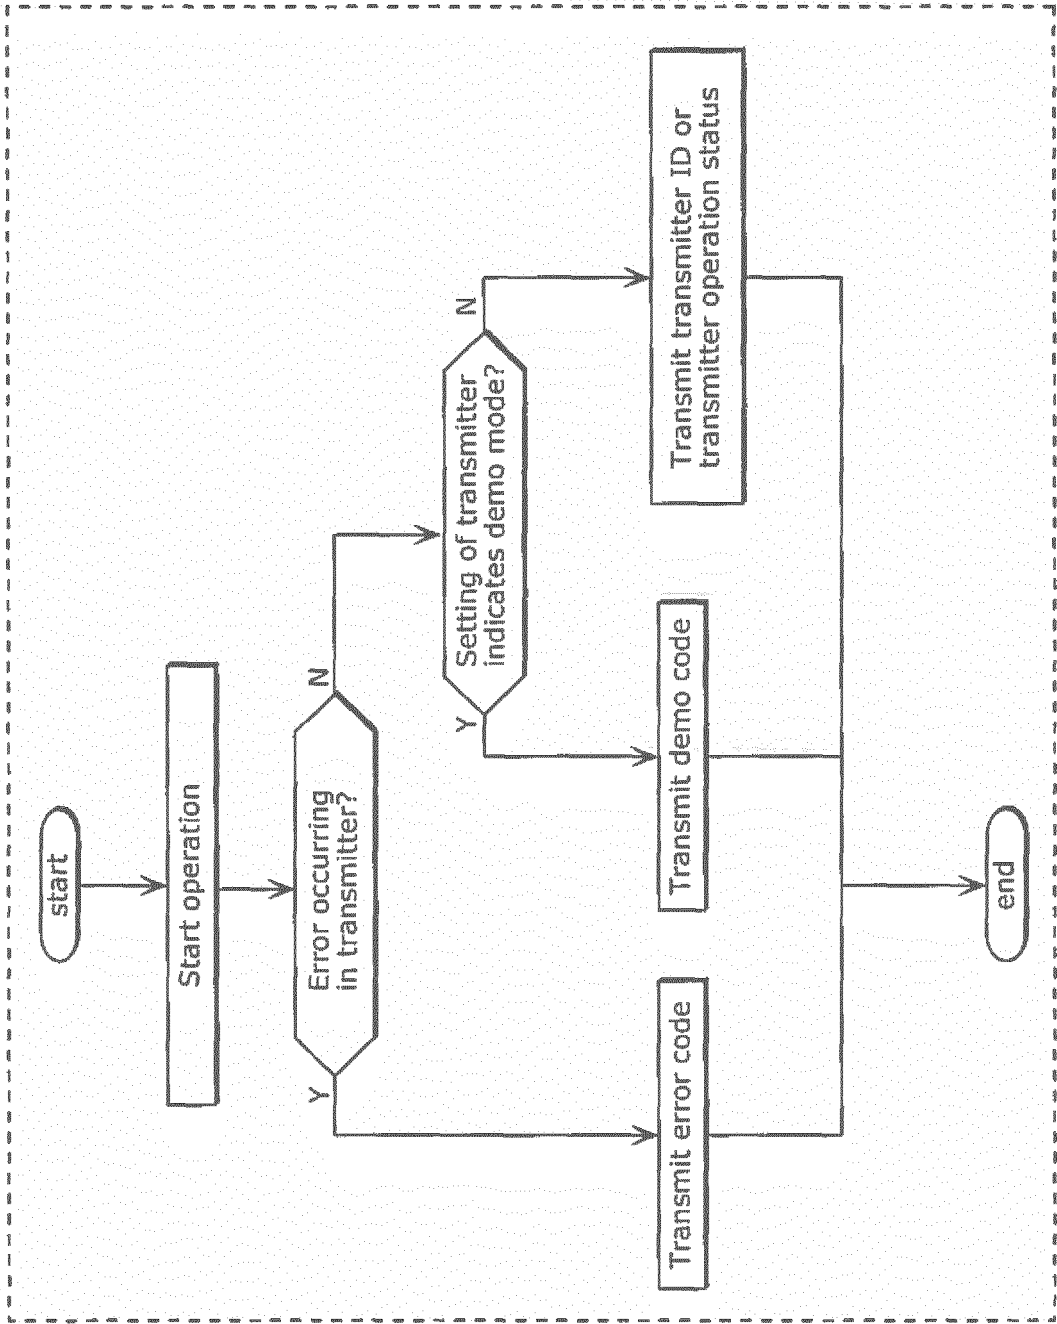 start
Start operation
Error occurring
in transmitter?
Y
N
Setting of transmitter
indicates demo mode?
Y
N
Transmit error code
Transmit demo code
Transmit transmitter ID or
transmitter operation status
end